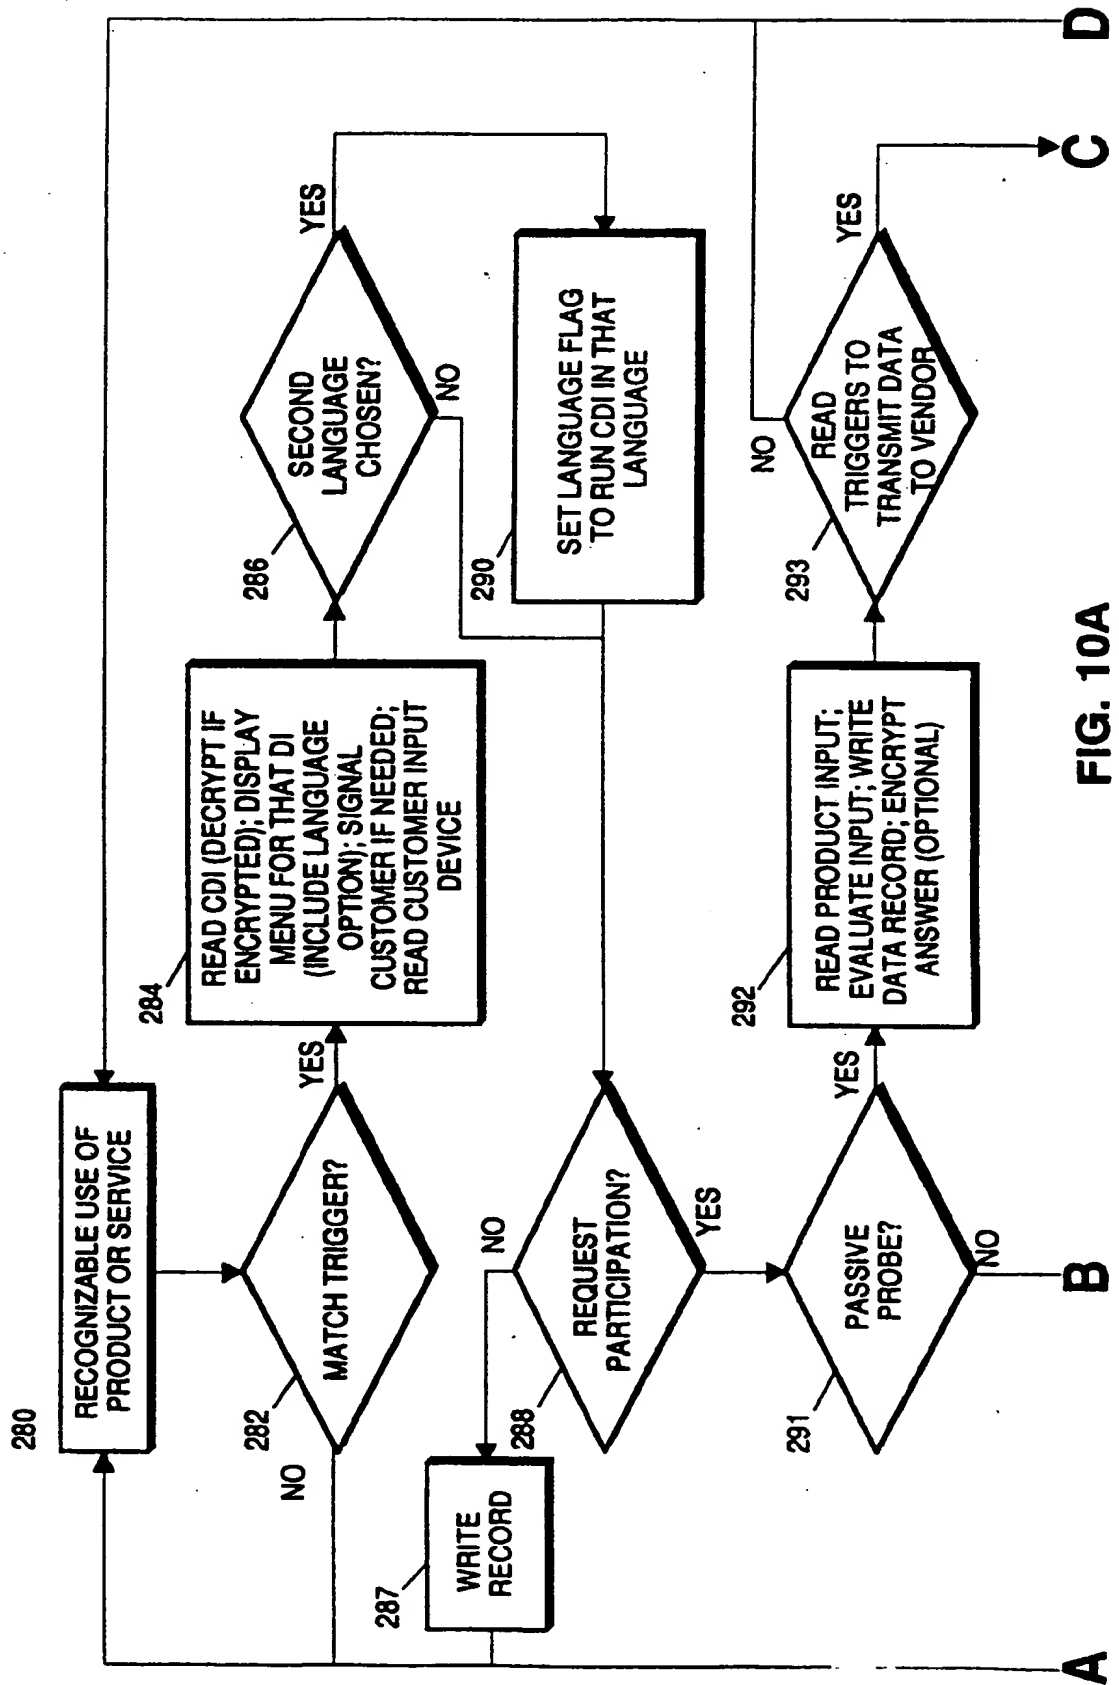 280
RECOGNIZABLE USE OF
PRODUCT OR SERVICE
282
MATCH TRIGGER?
NO
YES
284
READ CDI (DECRYPT IF
ENCRYPTED); DISPLAY
MENU FOR THAT DI
(INCLUDE LANGUAGE
OPTION); SIGNAL
CUSTOMER IF NEEDED;
READ CUSTOMER INPUT
DEVICE
286
SECOND
LANGUAGE
CHOSEN?
YES
NO
290
SET LANGUAGE FLAG
TO RUN CDI IN THAT
LANGUAGE
287
WRITE
RECORD
288
REQUEST
PARTICIPATION?
NO
YES
291
PASSIVE
PROBE?
YES
NO
292
READ PRODUCT INPUT;
EVALUATE INPUT; WRITE
DATA RECORD; ENCRYPT
ANSWER (OPTIONAL)
293
READ
TRIGGERS TO
TRANSMIT DATA
TO VENDOR
NO
YES
A
B
C
D
FIG. 10A